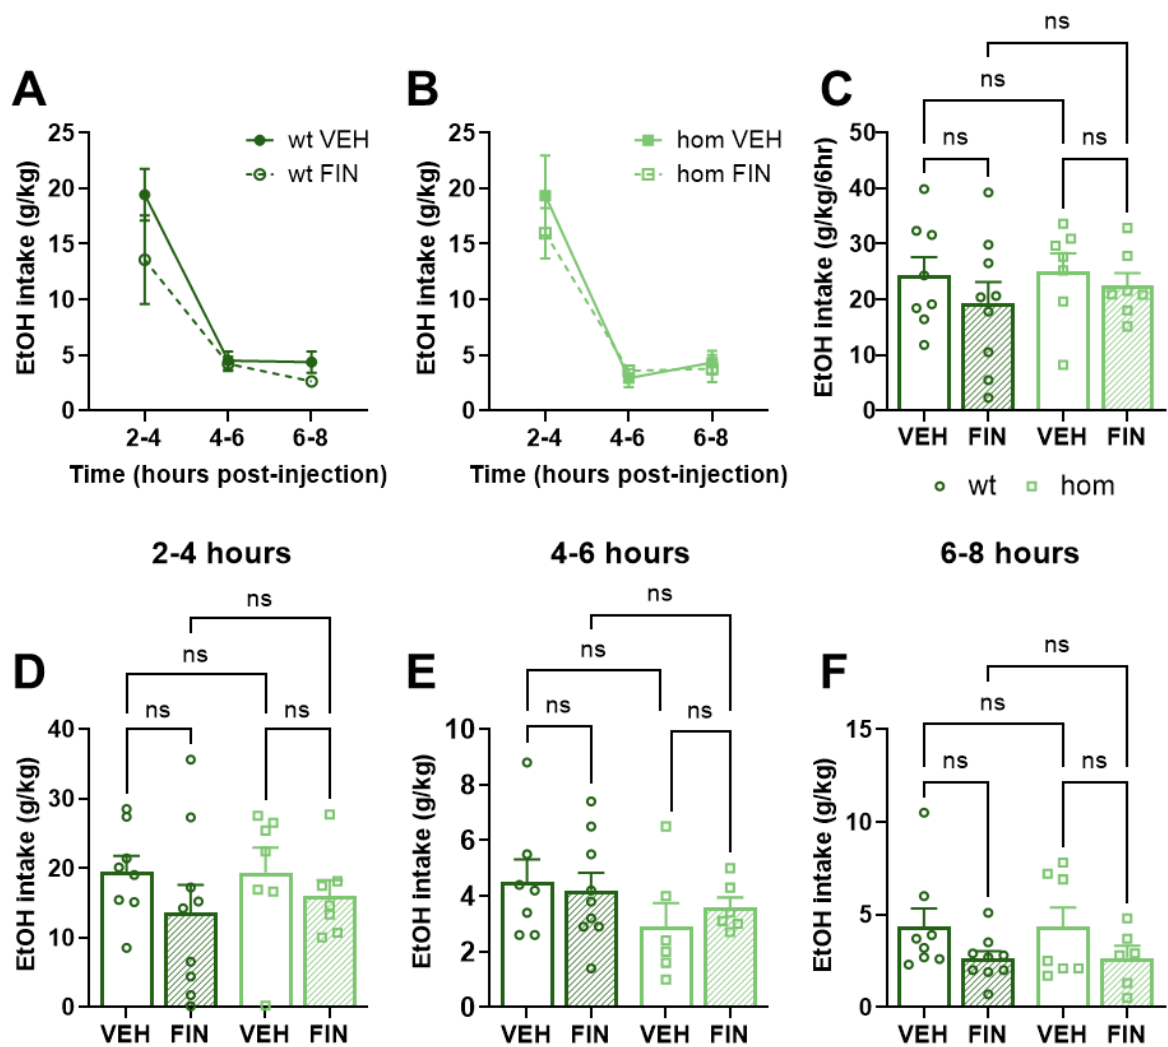 A
EtOH intake (g/kg)
25
20
15
10
5
0
2-4
4-6
6-8
Time (hours post-injection)
wt VEH
wt FIN
B
EtOH intake (g/kg)
25
20
15
10
5
0
2-4
4-6
6-8
Time (hours post-injection)
hom VEH
hom FIN
C
EtOH intake (g/kg/6hr)
50
40
30
20
10
0
ns
ns
ns
ns
VEH
FIN
VEH
FIN
wt
hom
2-4 hours
D
EtOH intake (g/kg)
40
30
20
10
0
ns
ns
ns
ns
VEH
FIN
VEH
FIN
4-6 hours
E
EtOH intake (g/kg)
10
8
6
4
2
0
ns
ns
ns
ns
VEH
FIN
VEH
FIN
6-8 hours
F
EtOH intake (g/kg)
15
10
5
0
ns
ns
ns
ns
VEH
FIN
VEH
FIN